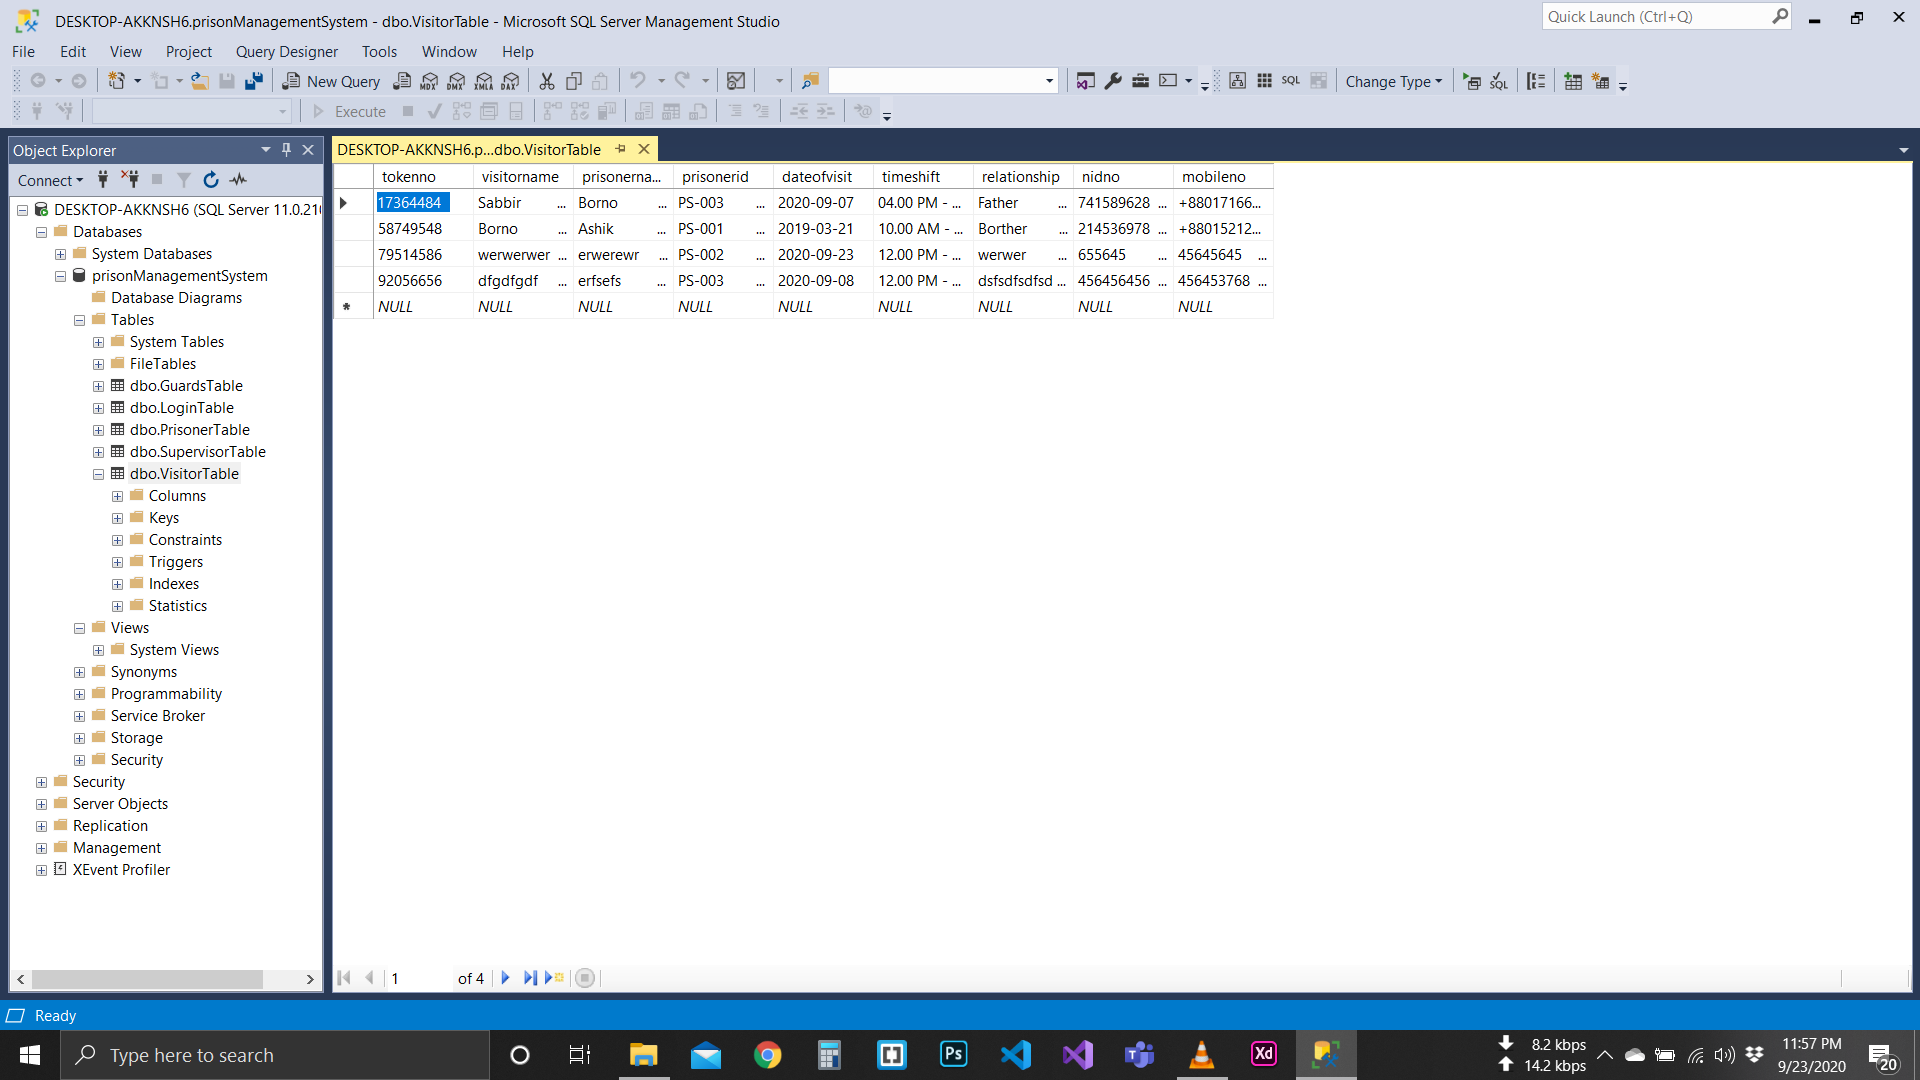 DESKTOP-AKKNSH6.prisonManagementSystem - dbo.VisitorTable - Microsoft SQL Server Management Studio
Quick Launch (Ctrl+Q)
File Edit View Project Query Designer Tools Window Help
New Query MDX DMX XMLA DAX SQL Change Type SQL
Execute
Object Explorer
Connect
DESKTOP-AKKNSH6 (SQL Server 11.0.210
Databases
System Databases
prisonManagementSystem
Database Diagrams
Tables
System Tables
FileTables
dbo.GuardsTable
dbo.LoginTable
dbo.PrisonerTable
dbo.SupervisorTable
dbo.VisitorTable
Columns
Keys
Constraints
Triggers
Indexes
Statistics
Views
System Views
Synonyms
Programmability
Service Broker
Storage
Security
Security
Server Objects
Replication
Management
XEvent Profiler
DESKTOP-AKKNSH6.p...dbo.VisitorTable
tokenno visitorname prisonerna... prisonerid dateofvisit timeshift relationship nidno mobileno
17364484 Sabbir ... Borno ... PS-003 ... 2020-09-07 04.00 PM - ... Father ... 741589628 ... +88017166...
58749548 Borno ... Ashik ... PS-001 ... 2019-03-21 10.00 AM - ... Borther ... 214536978 ... +88015212...
79514586 werwerwer ... erwerewr ... PS-002 ... 2020-09-23 12.00 PM - ... werwer ... 655645 ... 45645645 ...
92056656 dfgdfgdf ... erfsefs ... PS-003 ... 2020-09-08 12.00 PM - ... dsfsdfsdfsd ... 456456456 ... 456453768 ...
* NULL NULL NULL NULL NULL NULL NULL NULL NULL
1 of 4
Ready
Type here to search
Ps Xd
8.2 kbps
14.2 kbps
11:57 PM
9/23/2020
20